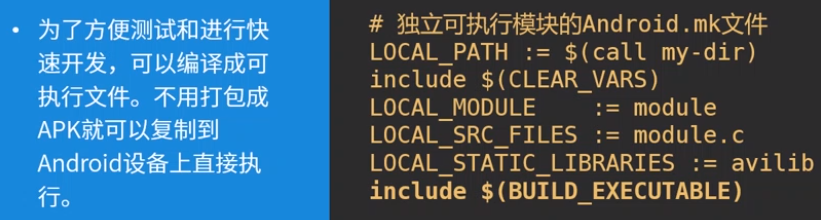 • 为了方便测试和进行快
速开发，可以编译成可
执行文件。不用打包成
APK就可以复制到
Android设备上直接执
行。
# 独立可执行模块的Android.mk文件
LOCAL_PATH := $(call my-dir)
include $(CLEAR_VARS)
LOCAL_MODULE    := module
LOCAL_SRC_FILES := module.c
LOCAL_STATIC_LIBRARIES := avilib
include $(BUILD_EXECUTABLE)